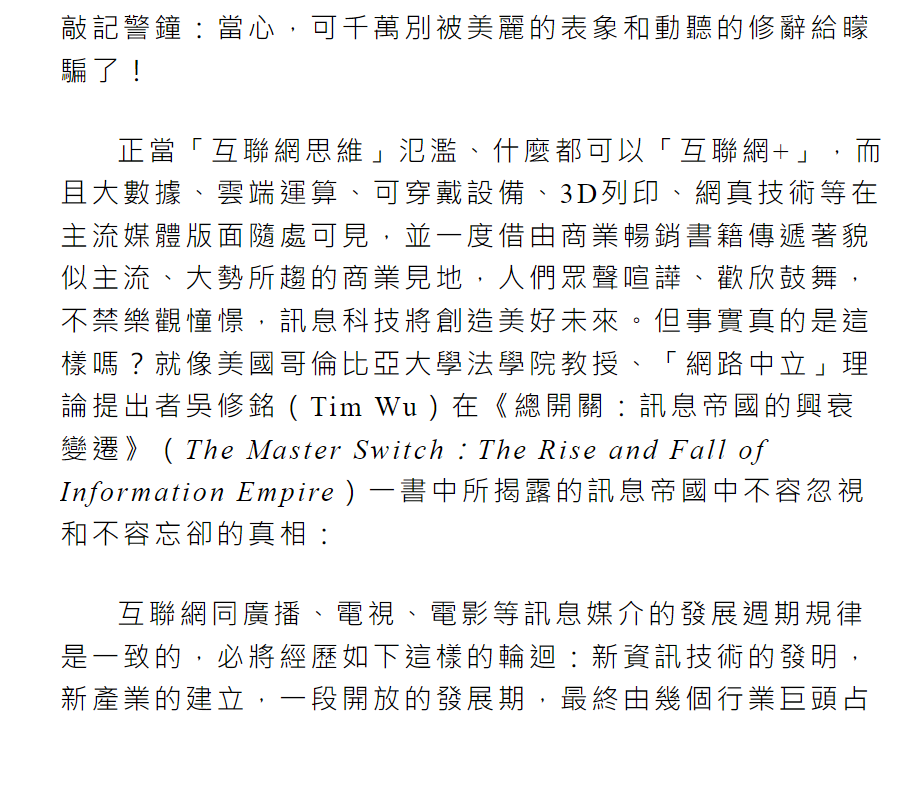 敲記警鐘：當心，可千萬別被美麗的表象和動聽的修辭給矇
騙了！
正當「互聯網思維」氾濫、什麼都可以「互聯網+」，而
且大數據、雲端運算、可穿戴設備、3D列印、網真技術等在
主流媒體版面隨處可見，並一度借由商業暢銷書籍傳遞著貌
似主流、大勢所趨的商業見地，人們眾聲喧譁、歡欣鼓舞，
不禁樂觀憧憬，訊息科技將創造美好未來。但事實真的是這
樣嗎？就像美國哥倫比亞大學法學院教授、「網路中立」理
論提出者吳修銘（Tim Wu）在《總開關：訊息帝國的興衰
變遷》（The Master Switch：The Rise and Fall of
Information Empire）一書中所揭露的訊息帝國中不容忽視
和不容忘卻的真相：
互聯網同廣播、電視、電影等訊息媒介的發展週期規律
是一致的，必將經歷如下這樣的輪迴：新資訊技術的發明，
新產業的建立，一段開放的發展期，最終由幾個行業巨頭占